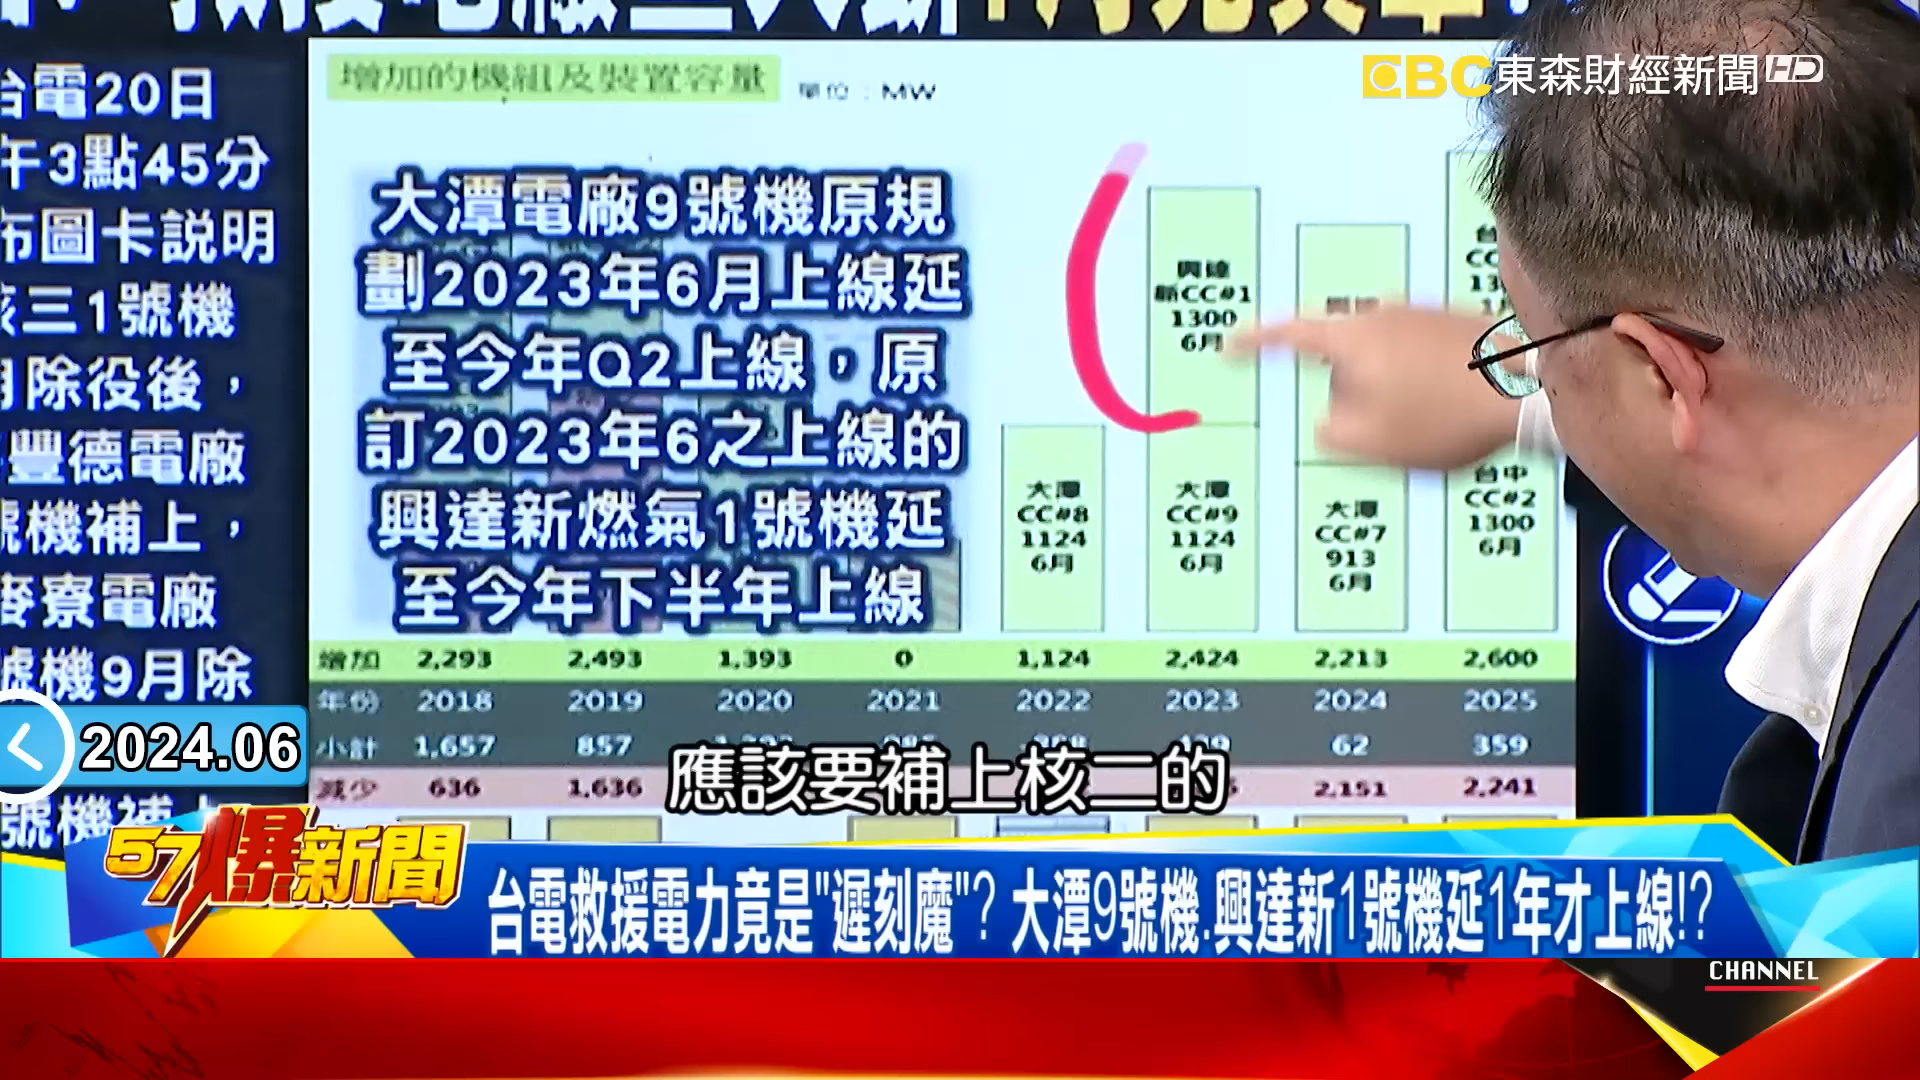 EBC東森財經新聞HD
增加的機組及裝置容量
單位：MW
台電20日
午3點45分
布圖卡說明
核三1號機
月除役後，
豐德電廠
號機補上，
麥寮電廠
號機9月除
號機補上
大潭電廠9號機原規
劃2023年6月上線延
至今年Q2上線，原
訂2023年6之上線的
興達新燃氣1號機延
至今年下半年上線
興達
新CC#1
1300
6月
大潭
CC#8
1124
6月
大潭
CC#9
1124
6月
大潭
CC#7
913
6月
台中
CC#2
1300
6月
增加 2,293 2,493 1,393 0 1,124 2,424 2,213 2,600
年份 2018 2019 2020 2021 2022 2023 2024 2025
小計 1,657 857 62 359
減少 636 1,636 2,151 2,241
2024.06
應該要補上核二的
57爆新聞
台電救援電力竟是"遲刻魔"? 大潭9號機.興達新1號機延1年才上線!?
CHANNEL